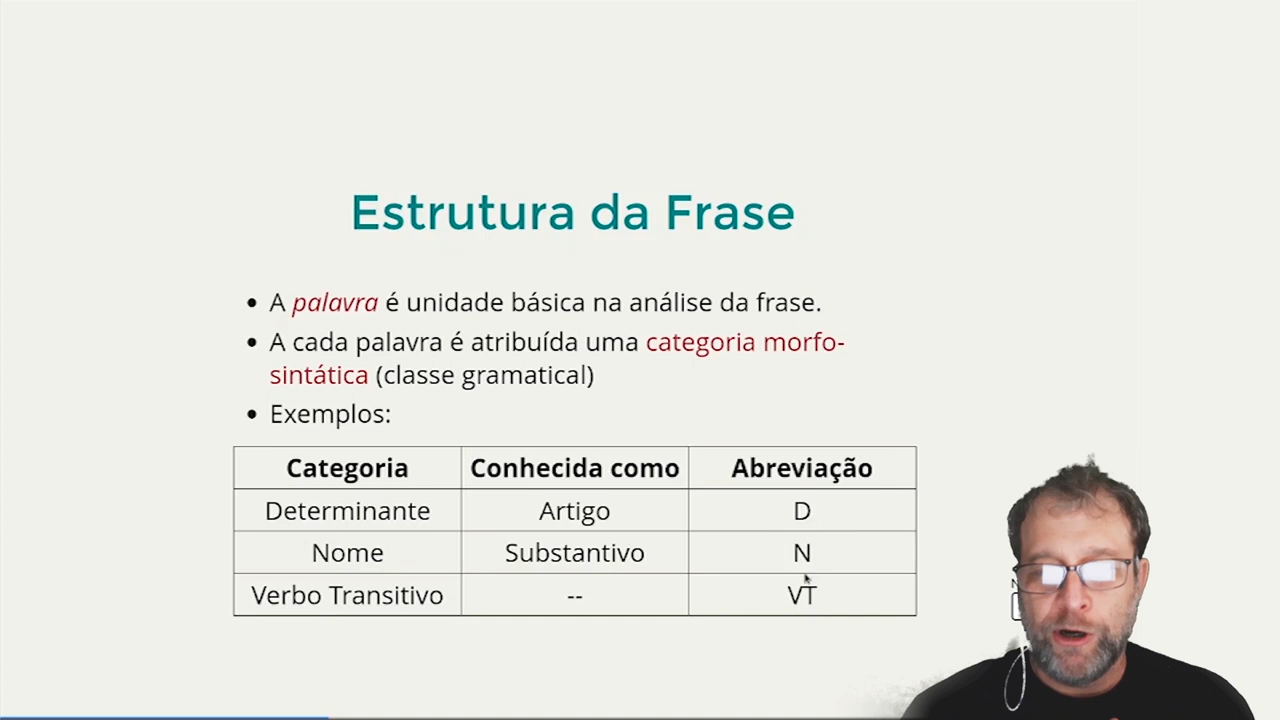 Estrutura da Frase
• A palavra é unidade básica na análise da frase.
• A cada palavra é atribuída uma categoria morfo-
sintática (classe gramatical)
• Exemplos:
Categoria Conhecida como Abreviação
Determinante Artigo D
Nome Substantivo N
Verbo Transitivo -- VT